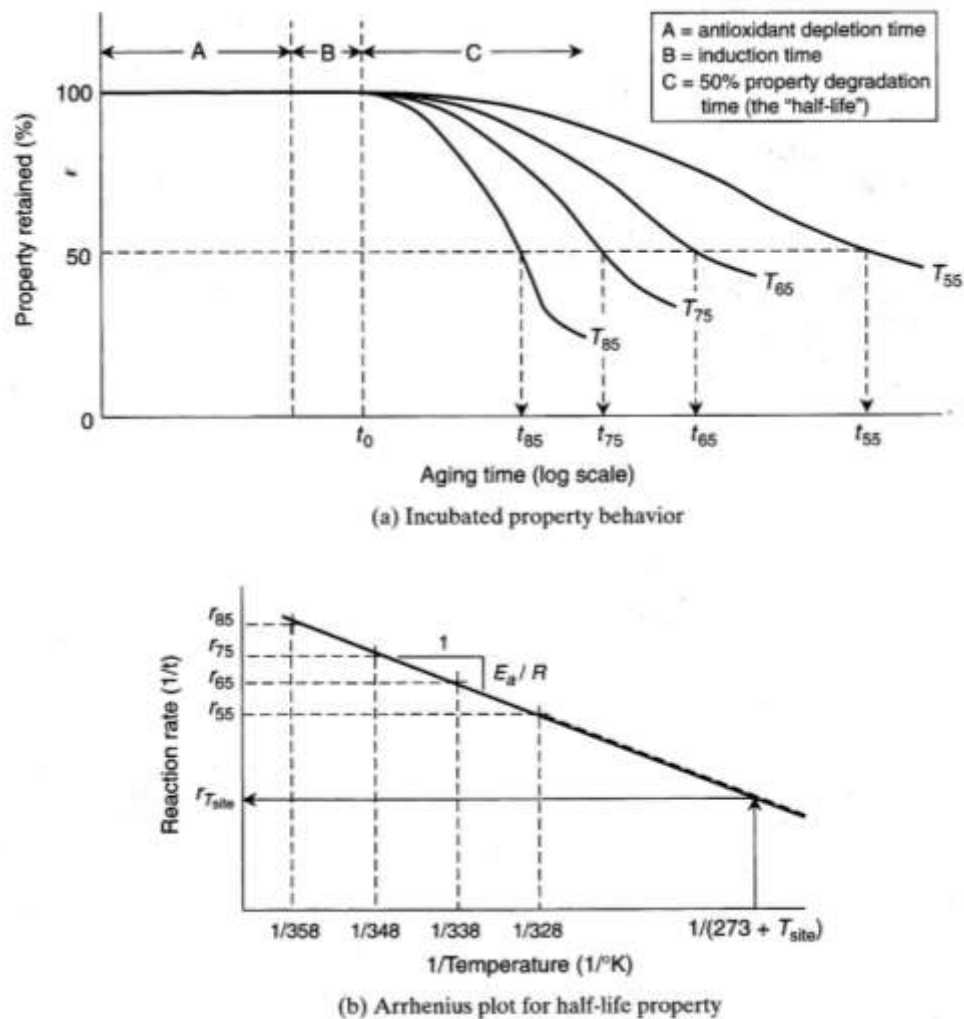 A
B
C
A = antioxidant depletion time
B = induction time
C = 50% property degradation
time (the "half-life")
Property retained (%)
r
100
50
0
T₈₅
T₇₅
T₆₅
T₅₅
t₀
t₈₅
t₇₅
t₆₅
t₅₅
Aging time (log scale)
(a) Incubated property behavior
Reaction rate (1/t)
r₈₅
r₇₅
r₆₅
r₅₅
r_Tsite
1
Eₐ / R
1/358
1/348
1/338
1/328
1/(273 + Tsite)
1/Temperature (1/°K)
(b) Arrhenius plot for half-life property